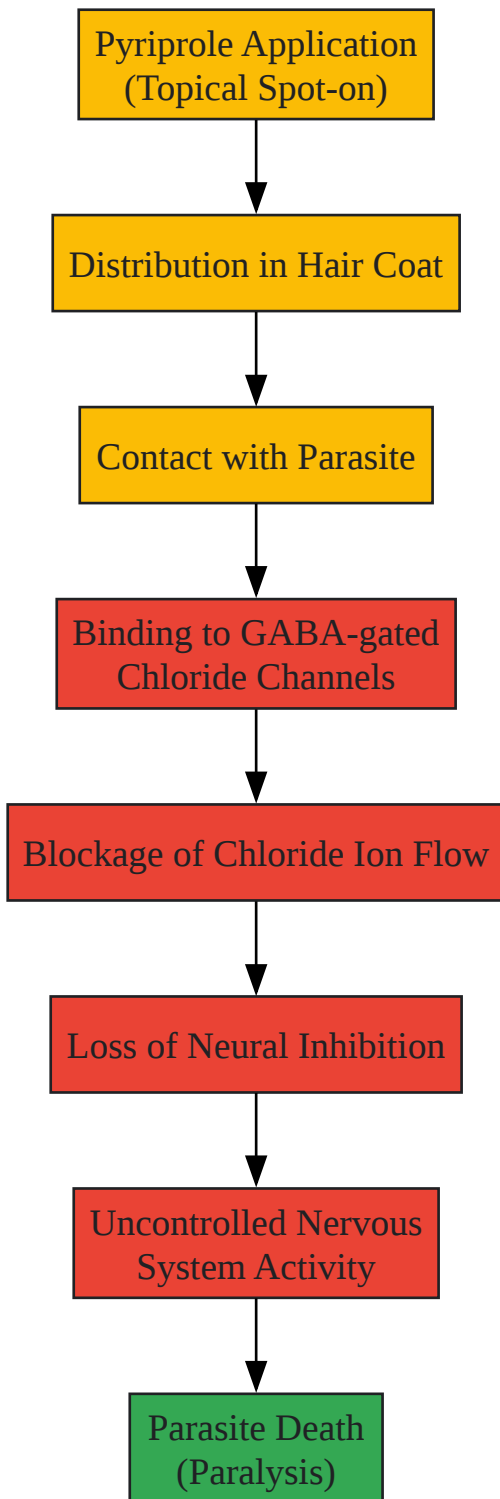 Pyriprole Application
(Topical Spot-on)
Distribution in Hair Coat
Contact with Parasite
Binding to GABA-gated
Chloride Channels
Blockage of Chloride Ion Flow
Loss of Neural Inhibition
Uncontrolled Nervous
System Activity
Parasite Death
(Paralysis)